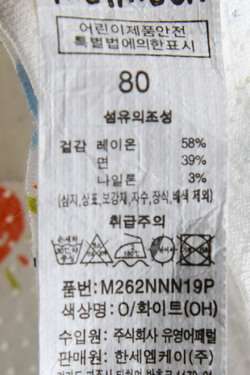 어린이제품안전
특별법에의한표시
80
섬유의조성
겉감 레이온 58%
면 39%
나일론 3%
(심지,상표,보강재,자수,장식,배색 제외)
취급주의
품번: M262NNN19P
색상명: O/화이트(OH)
수입원: 주식회사 유영어패럴
판매원: 한세엠케이(주)